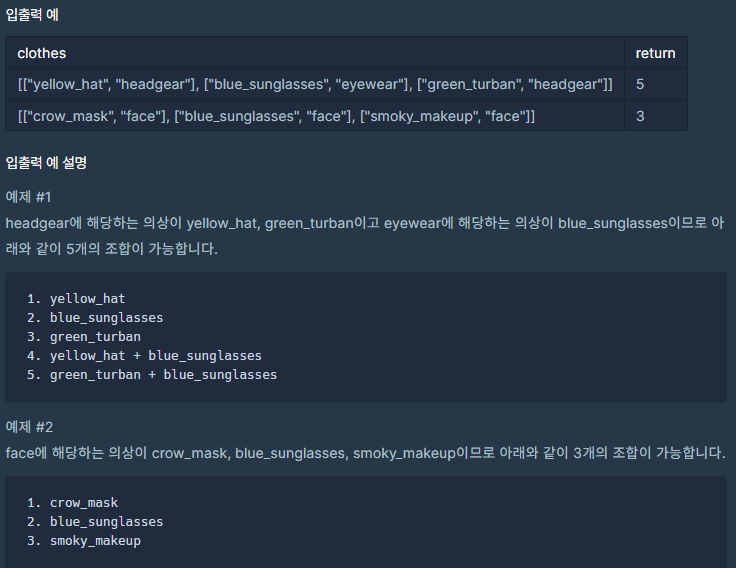 입출력 예
clothes return
[["yellow_hat", "headgear"], ["blue_sunglasses", "eyewear"], ["green_turban", "headgear"]] 5
[["crow_mask", "face"], ["blue_sunglasses", "face"], ["smoky_makeup", "face"]] 3
입출력 예 설명
예제 #1
headgear에 해당하는 의상이 yellow_hat, green_turban이고 eyewear에 해당하는 의상이 blue_sunglasses이므로 아
래와 같이 5개의 조합이 가능합니다.
1. yellow_hat
2. blue_sunglasses
3. green_turban
4. yellow_hat + blue_sunglasses
5. green_turban + blue_sunglasses
예제 #2
face에 해당하는 의상이 crow_mask, blue_sunglasses, smoky_makeup이므로 아래와 같이 3개의 조합이 가능합니다.
1. crow_mask
2. blue_sunglasses
3. smoky_makeup